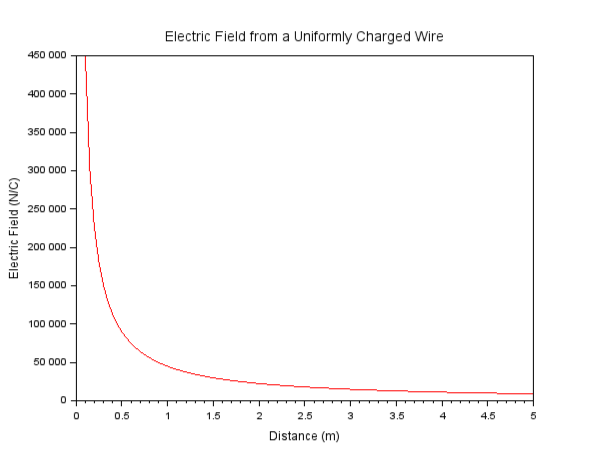 Electric Field from a Uniformly Charged Wire
450 000
400 000
350 000
300 000
250 000
200 000
150 000
100 000
50 000
0
Electric Field (N/C)
0 0.5 1 1.5 2 2.5 3 3.5 4 4.5 5
Distance (m)